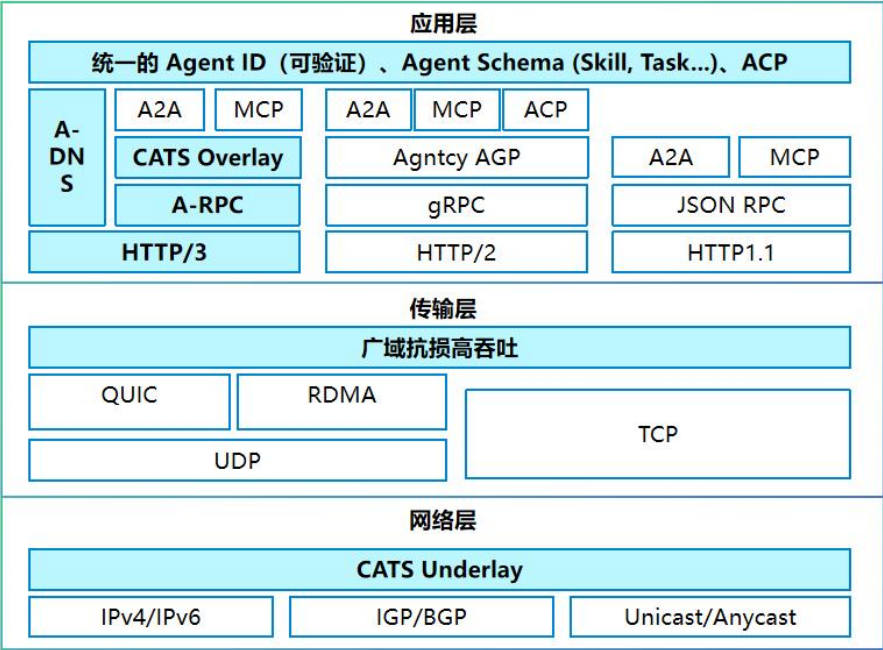 应用层
统一的 Agent ID（可验证）、Agent Schema (Skill, Task...)、ACP
A-
DN
S
A2A
MCP
A2A
MCP
ACP
CATS Overlay
Agntcy AGP
A2A
MCP
A-RPC
gRPC
JSON RPC
HTTP/3
HTTP/2
HTTP1.1
传输层
广域抗损高吞吐
QUIC
RDMA
TCP
UDP
网络层
CATS Underlay
IPv4/IPv6
IGP/BGP
Unicast/Anycast